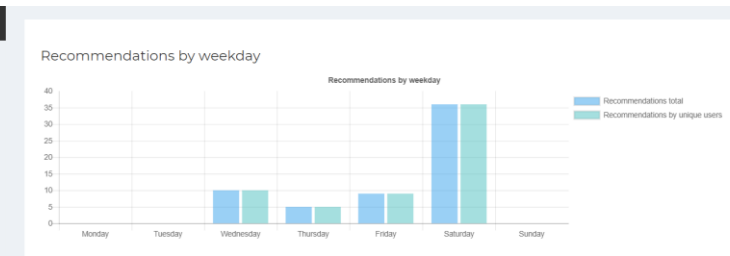 Recommendations by weekday
Recommendations by weekday
Recommendations total
Recommendations by unique users
40
35
30
25
20
15
10
5
0
Monday Tuesday Wednesday Thursday Friday Saturday Sunday